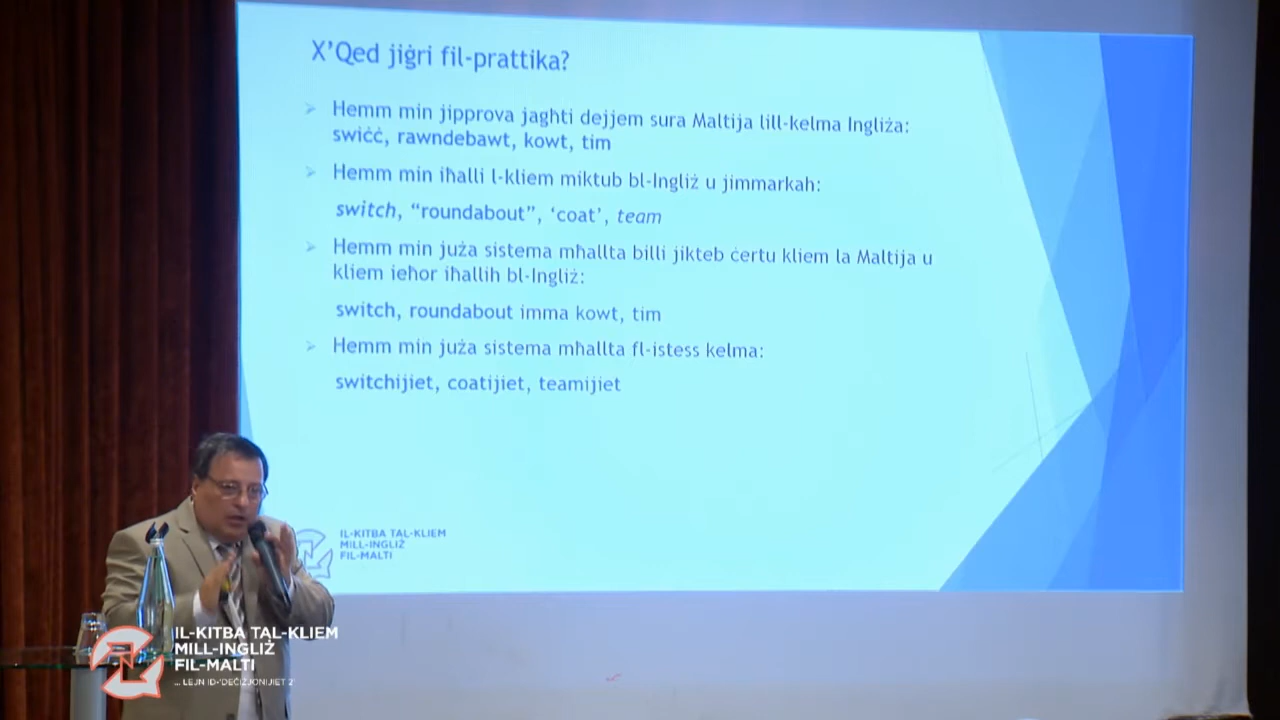 X’Qed jiġri fil-prattika?
Hemm min jipprova jagħti dejjem sura Maltija lill-kelma Ingliża:
swiċċ, rawndebawt, kowt, tim
Hemm min iħalli l-kliem miktub bl-Ingliż u jimmarkah:
switch, “roundabout”, ‘coat’, team
Hemm min juża sistema mħallta billi jikteb ċertu kliem la Maltija u
kliem ieħor iħallih bl-Ingliż:
switch, roundabout imma kowt, tim
Hemm min juża sistema mħallta fl-istess kelma:
switchijiet, coatijiet, teamijiet
IL-KITBA TAL-KLIEM
MILL-INGLIŻ
FIL-MALTI
IL-KITBA TAL-KLIEM
MILL-INGLIŻ
FIL-MALTI
... LEJN ID-DEĊIŻJONIJIET 2